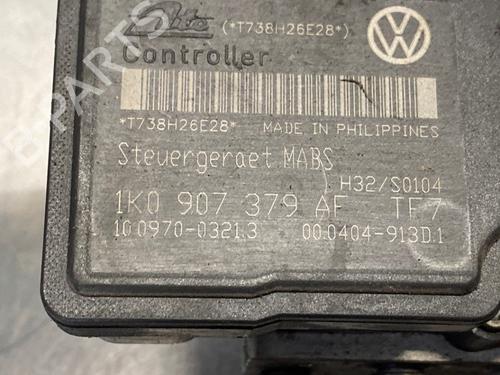 Ate (*T738H26E28*)
Controller
*T738H26E28* MADE IN PHILIPPINES
Steuergeraet MABS
H32/S0104
1K0 907 379 AF TF7
10.0970-0321.3 00.0404-913D.1
B-PARTS